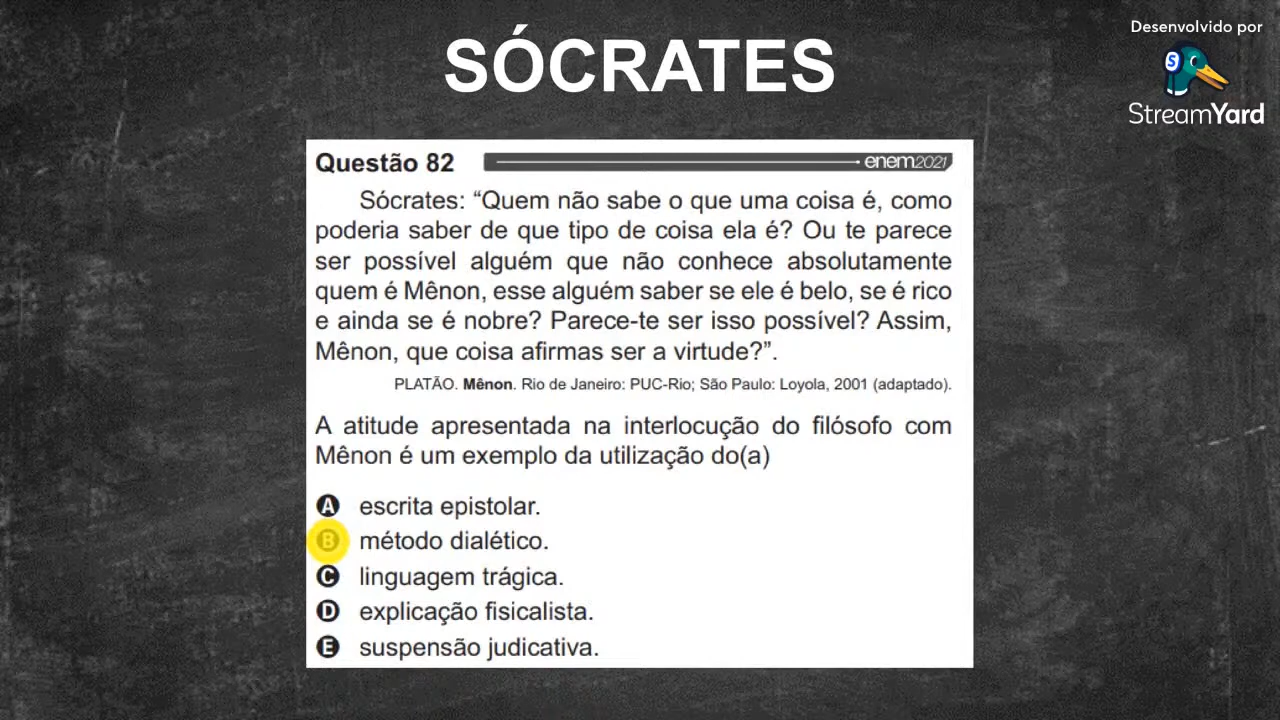 SÓCRATES
Desenvolvido por
S
StreamYard
Questão 82
enem2021
Sócrates: “Quem não sabe o que uma coisa é, como
poderia saber de que tipo de coisa ela é? Ou te parece
ser possível alguém que não conhece absolutamente
quem é Mênon, esse alguém saber se ele é belo, se é rico
e ainda se é nobre? Parece-te ser isso possível? Assim,
Mênon, que coisa afirmas ser a virtude?”.
PLATÃO. Mênon. Rio de Janeiro: PUC-Rio; São Paulo: Loyola, 2001 (adaptado).
A atitude apresentada na interlocução do filósofo com
Mênon é um exemplo da utilização do(a)
A escrita epistolar.
B método dialético.
C linguagem trágica.
D explicação fisicalista.
E suspensão judicativa.